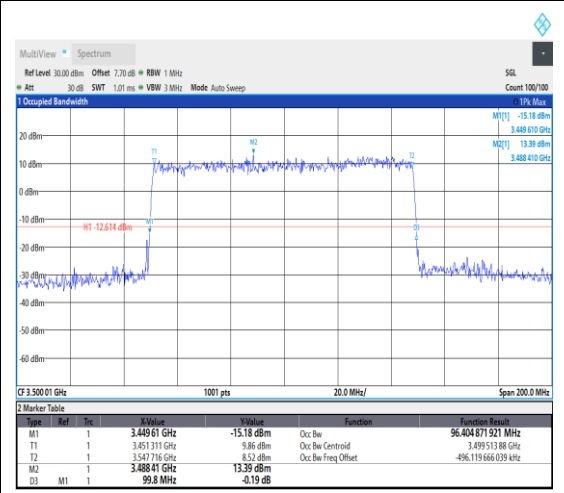 MultiView Spectrum
Ref Level 30.00 dBm Offset 7.70 dB RBW 1 MHz SGL
Att 30 dB SWT 1.01 ms VBW 3 MHz Mode Auto Sweep Count 100/100
1 Occupied Bandwidth 1Pk Max
M1[1] -15.18 dBm
3.449 610 GHz
M2[1] 13.39 dBm
3.488 410 GHz
20 dBm
M2
T1
T2
10 dBm
0 dBm
-10 dBm
M1
H1 -12.614 dBm
D3
-20 dBm
-30 dBm
-40 dBm
-50 dBm
-60 dBm
CF 3.500 01 GHz 1001 pts 20.0 MHz/ Span 200.0 MHz
2 Marker Table
Type Ref Trc X-Value Y-Value Function Function Result
M1 1 3.449 61 GHz -15.18 dBm Occ Bw 96.404 871 921 MHz
T1 1 3.451 311 GHz 9.86 dBm Occ Bw Centroid 3.499 513 88 GHz
T2 1 3.547 716 GHz 8.52 dBm Occ Bw Freq Offset -496.119 666 039 kHz
M2 1 3.488 41 GHz 13.39 dBm
D3 M1 1 99.8 MHz -0.19 dB